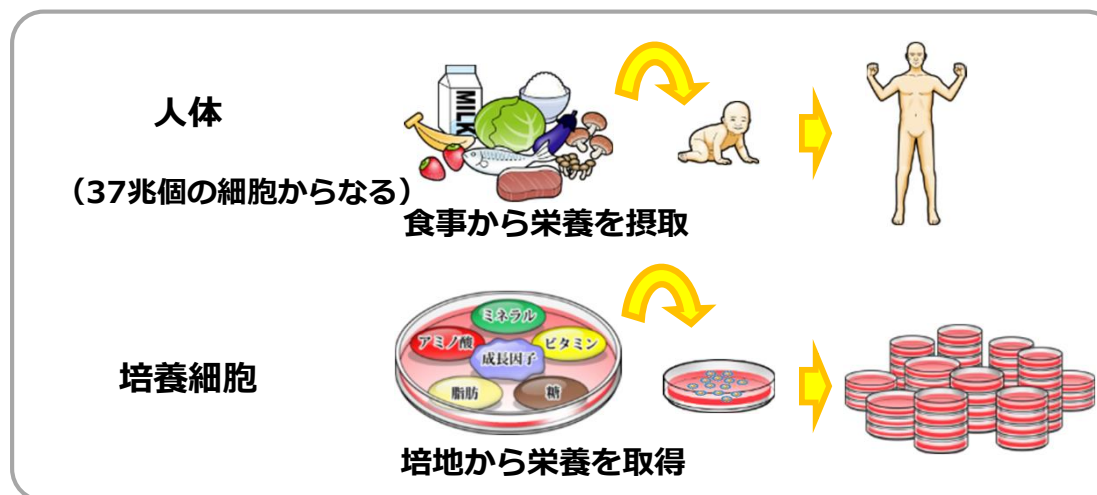 人体
MILK
（37兆個の細胞からなる）
食事から栄養を摂取
ミネラル
アミノ酸
ビタミン
成長因子
脂肪
糖
培養細胞
培地から栄養を取得